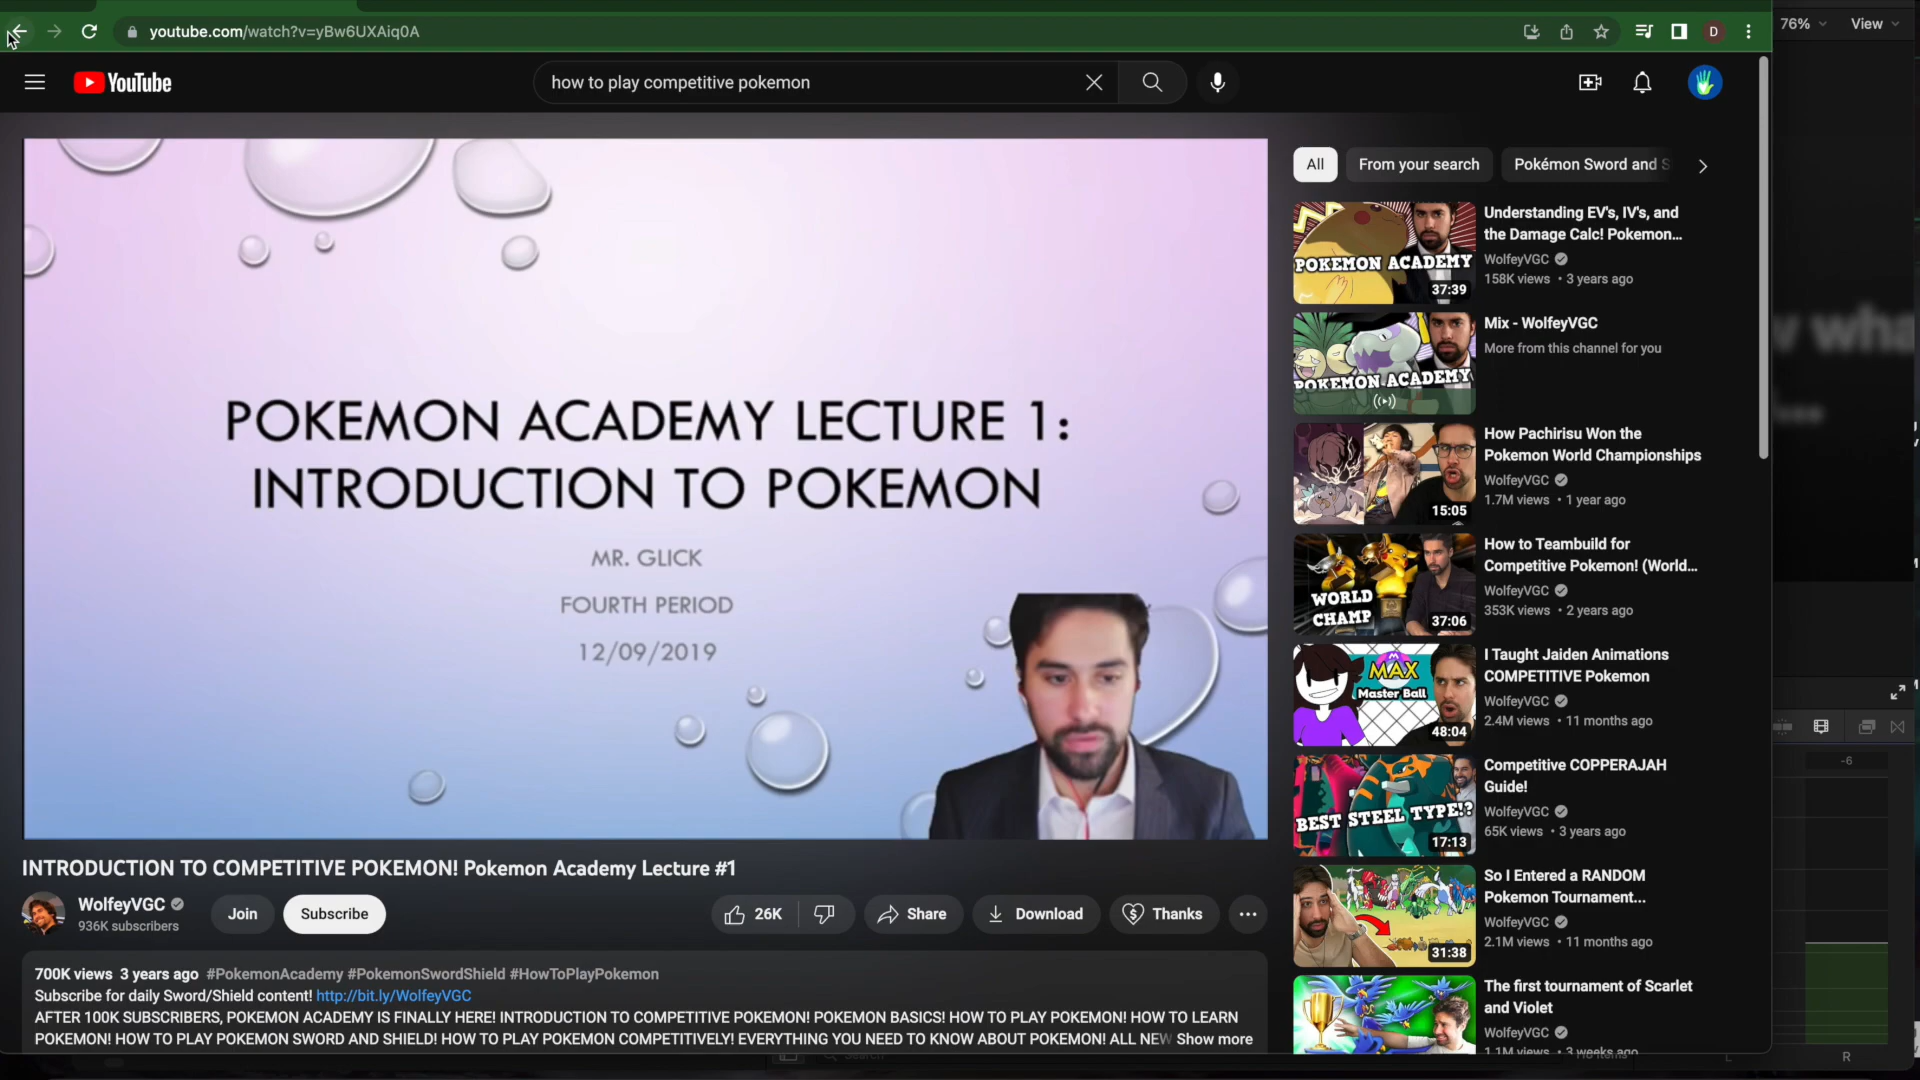 76%
View
youtube.com/watch?v=yBw6UXAiq0A
D
YouTube
how to play competitive pokemon
POKEMON ACADEMY LECTURE 1:
INTRODUCTION TO POKEMON
MR. GLICK
FOURTH PERIOD
12/09/2019
INTRODUCTION TO COMPETITIVE POKEMON! Pokemon Academy Lecture #1
WolfeyVGC
936K subscribers
Join
Subscribe
26K
Share
Download
Thanks
700K views 3 years ago #PokemonAcademy #PokemonSwordShield #HowToPlayPokemon
Subscribe for daily Sword/Shield content! http://bit.ly/WolfeyVGC
AFTER 100K SUBSCRIBERS, POKEMON ACADEMY IS FINALLY HERE! INTRODUCTION TO COMPETITIVE POKEMON! POKEMON BASICS! HOW TO PLAY POKEMON! HOW TO LEARN
POKEMON! HOW TO PLAY POKEMON SWORD AND SHIELD! HOW TO PLAY POKEMON COMPETITIVELY! EVERYTHING YOU NEED TO KNOW ABOUT POKEMON! ALL NEW Show more
All
From your search
Pokémon Sword and S
POKEMON ACADEMY
37:39
Understanding EV's, IV's, and
the Damage Calc! Pokemon...
WolfeyVGC
158K views • 3 years ago
POKEMON ACADEMY
Mix - WolfeyVGC
More from this channel for you
15:05
How Pachirisu Won the
Pokemon World Championships
WolfeyVGC
1.7M views • 1 year ago
WORLD
CHAMP
37:06
How to Teambuild for
Competitive Pokemon! (World...
WolfeyVGC
353K views • 2 years ago
MAX
Master Ball
48:04
I Taught Jaiden Animations
COMPETITIVE Pokemon
WolfeyVGC
2.4M views • 11 months ago
BEST STEEL TYPE!?
17:13
Competitive COPPERAJAH
Guide!
WolfeyVGC
65K views • 3 years ago
31:38
So I Entered a RANDOM
Pokemon Tournament...
WolfeyVGC
2.1M views • 11 months ago
The first tournament of Scarlet
and Violet
WolfeyVGC
1.1M views • 3 weeks ago
-6
R